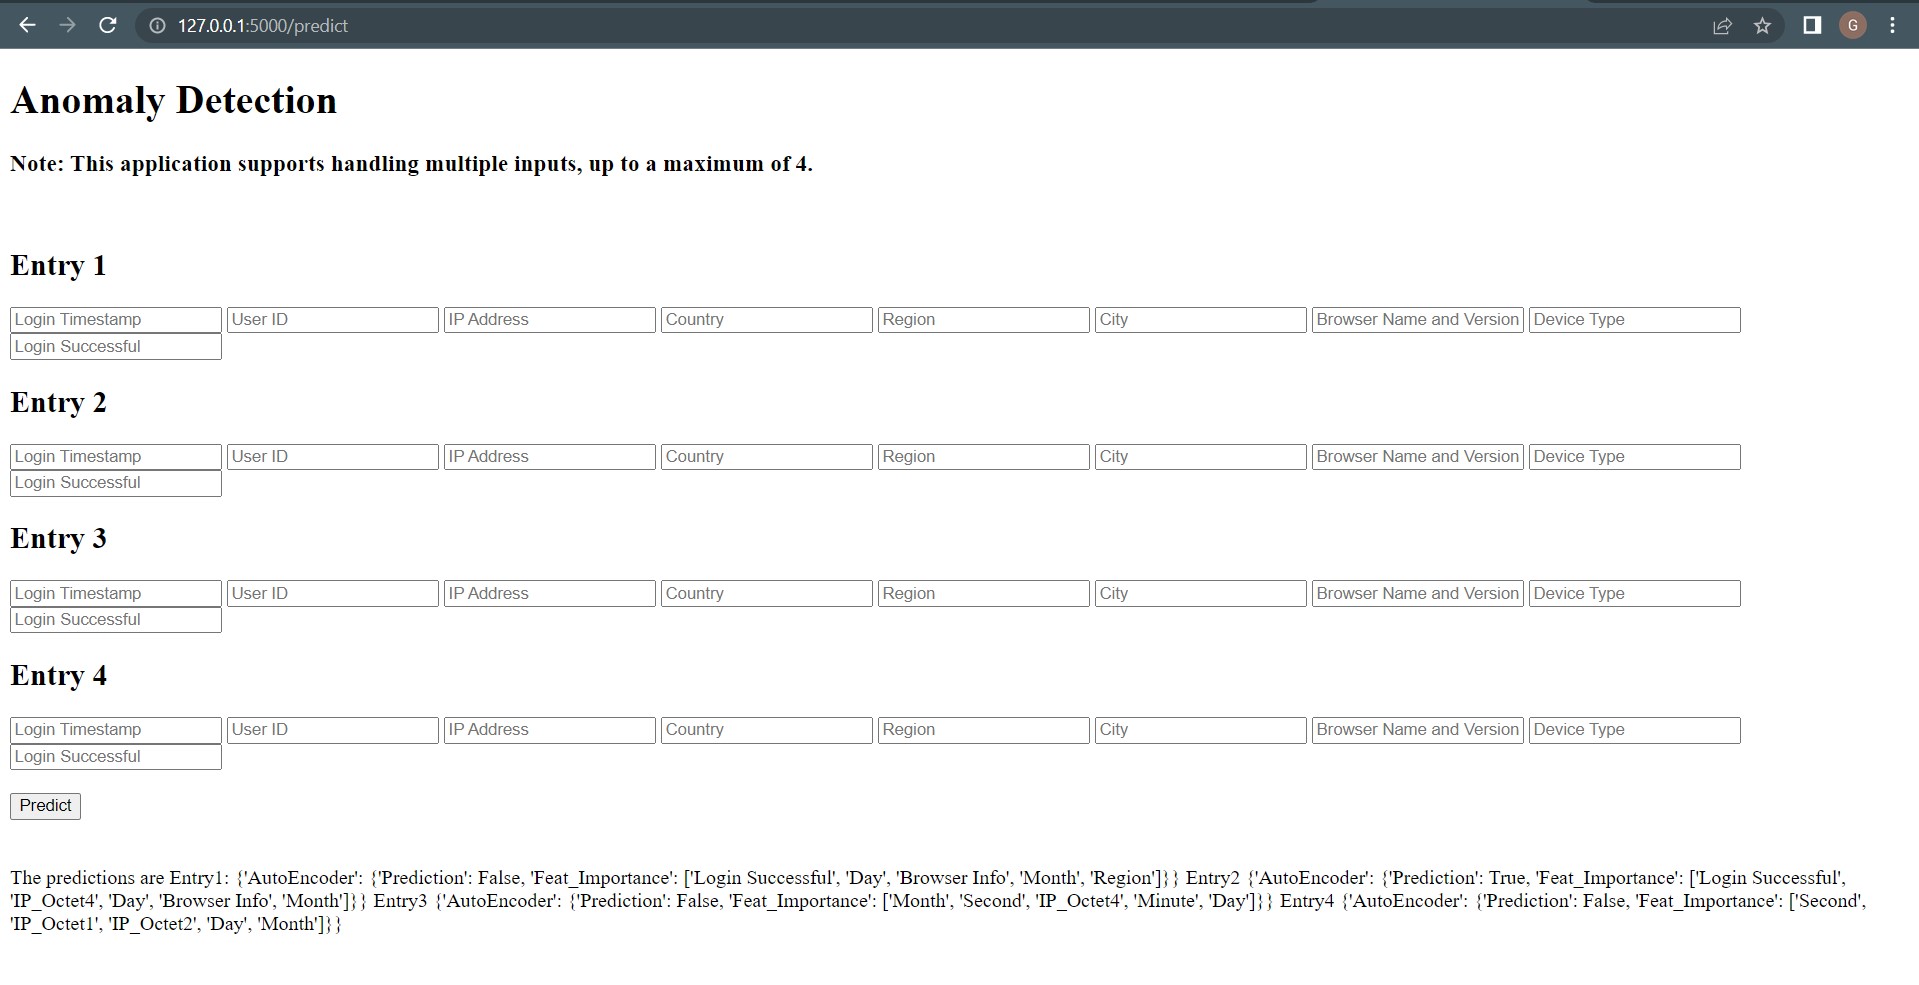 127.0.0.1:5000/predict
G
Anomaly Detection
Note: This application supports handling multiple inputs, up to a maximum of 4.
Entry 1
Login Timestamp User ID IP Address Country Region City Browser Name and Version Device Type
Login Successful
Entry 2
Login Timestamp User ID IP Address Country Region City Browser Name and Version Device Type
Login Successful
Entry 3
Login Timestamp User ID IP Address Country Region City Browser Name and Version Device Type
Login Successful
Entry 4
Login Timestamp User ID IP Address Country Region City Browser Name and Version Device Type
Login Successful
Predict
The predictions are Entry1: {'AutoEncoder': {'Prediction': False, 'Feat_Importance': ['Login Successful', 'Day', 'Browser Info', 'Month', 'Region']}} Entry2 {'AutoEncoder': {'Prediction': True, 'Feat_Importance': ['Login Successful',
'IP_Octet4', 'Day', 'Browser Info', 'Month']}} Entry3 {'AutoEncoder': {'Prediction': False, 'Feat_Importance': ['Month', 'Second', 'IP_Octet4', 'Minute', 'Day']}} Entry4 {'AutoEncoder': {'Prediction': False, 'Feat_Importance': ['Second',
'IP_Octet1', 'IP_Octet2', 'Day', 'Month']}}